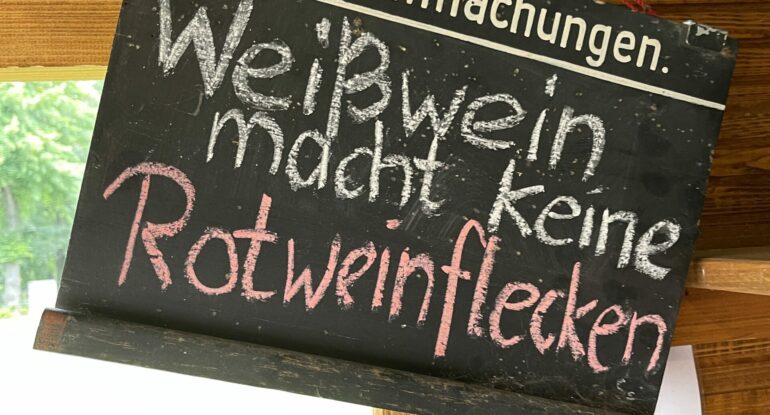 machungen.
Weißwein
macht keine
Rotweinflecken